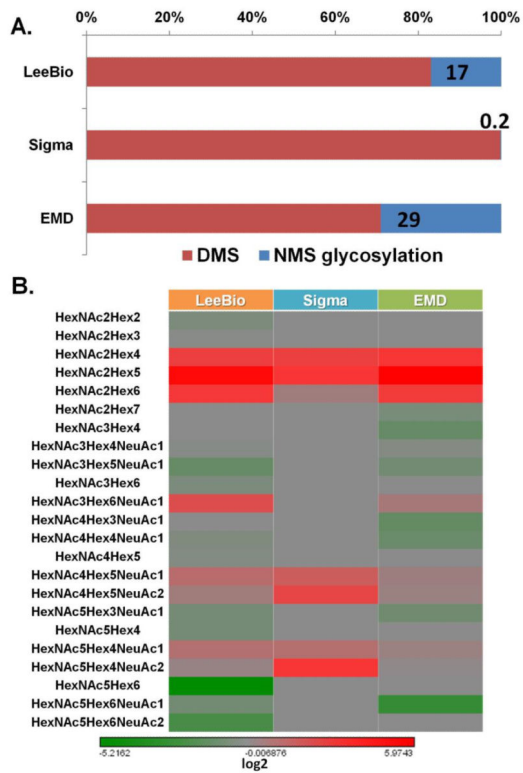 A.
0% 20% 40% 60% 80% 100%
LeeBio 17
0.2
Sigma
EMD 29
DMS NMS glycosylation
B.
LeeBio Sigma EMD
HexNAc2Hex2
HexNAc2Hex3
HexNAc2Hex4
HexNAc2Hex5
HexNAc2Hex6
HexNAc2Hex7
HexNAc3Hex4
HexNAc3Hex4NeuAc1
HexNAc3Hex5NeuAc1
HexNAc3Hex6
HexNAc3Hex6NeuAc1
HexNAc4Hex3NeuAc1
HexNAc4Hex4NeuAc1
HexNAc4Hex5
HexNAc4Hex5NeuAc1
HexNAc4Hex5NeuAc2
HexNAc5Hex3NeuAc1
HexNAc5Hex4
HexNAc5Hex4NeuAc1
HexNAc5Hex4NeuAc2
HexNAc5Hex6
HexNAc5Hex6NeuAc1
HexNAc5Hex6NeuAc2
-5.2162 -0.006876 5.9743
log2